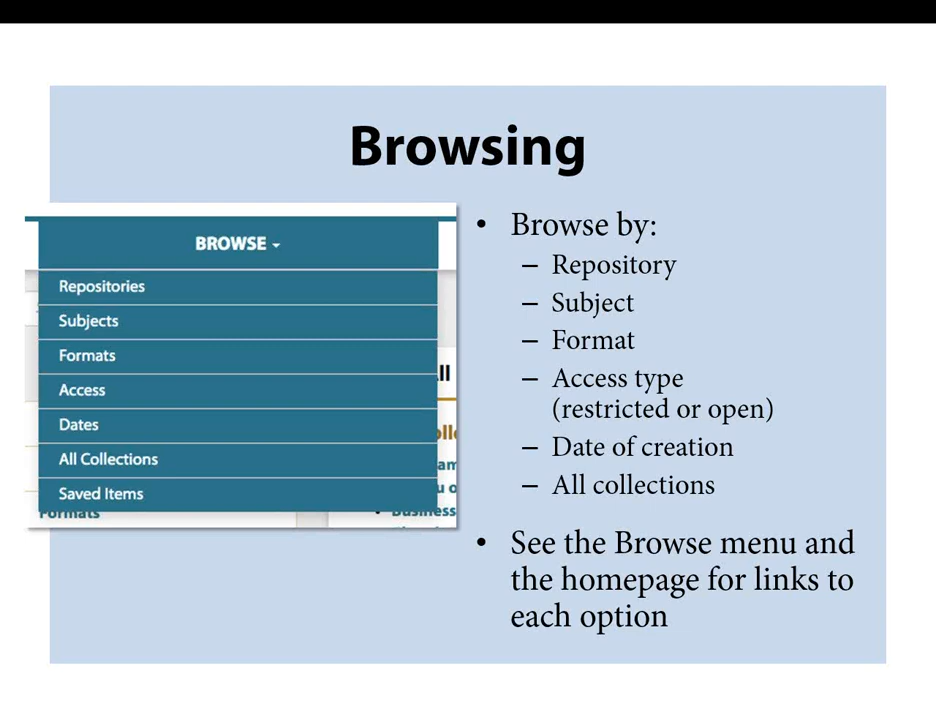 Browsing
BROWSE
Repositories
Subjects
Formats
Access
Dates
All Collections
Saved Items
Formats
Business
• Browse by:
– Repository
– Subject
– Format
– Access type
(restricted or open)
– Date of creation
– All collections
• See the Browse menu and
the homepage for links to
each option